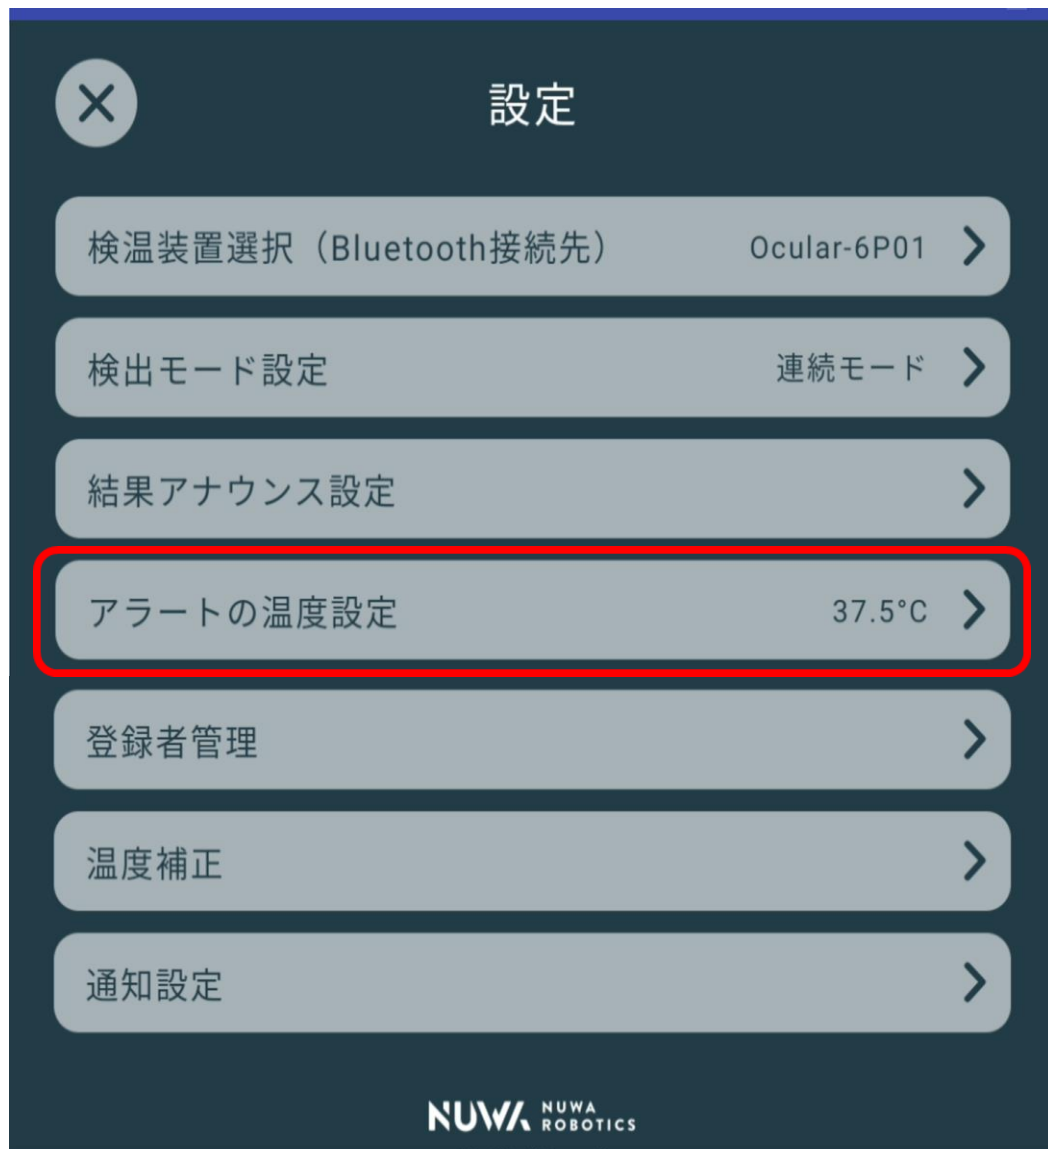 設定
検温装置選択（Bluetooth接続先） Ocular-6P01
検出モード設定 連続モード
結果アナウンス設定
アラートの温度設定 37.5°C
登録者管理
温度補正
通知設定
NUWA NUWA ROBOTICS